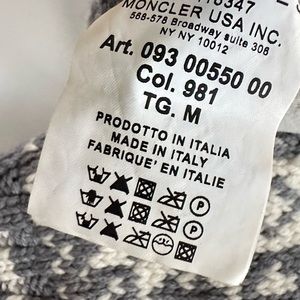 MONCLER USA INC.
568-578 Broadway suite 306
NY NY 10012
Art. 093 00550 00
Col. 981
TG. M
PRODOTTO IN ITALIA
MADE IN ITALY
FABRIQUE' EN ITALIE
P
P